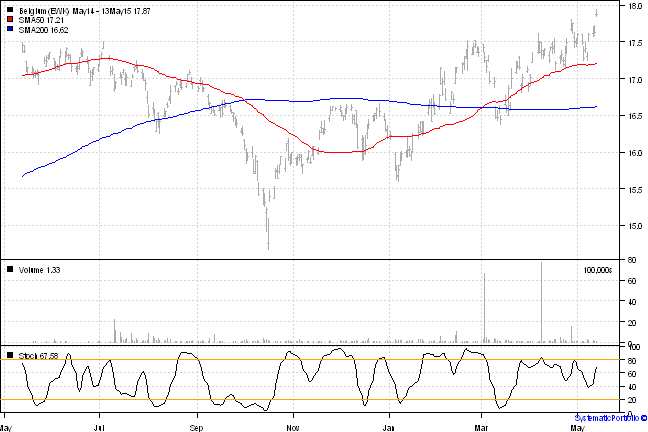 Belgium (EWK) May14 - 13May15 17.87
SMA50 17.21
SMA200 16.62
18.0
17.5
17.0
16.5
16.0
15.5
15.0
Volume 1.33
100,000s
80
60
40
20
0
Stoch 67.58
100
80
60
40
20
0
May
Jul
Sep
Nov
Jan
Mar
May
SystematicPortfolio ©